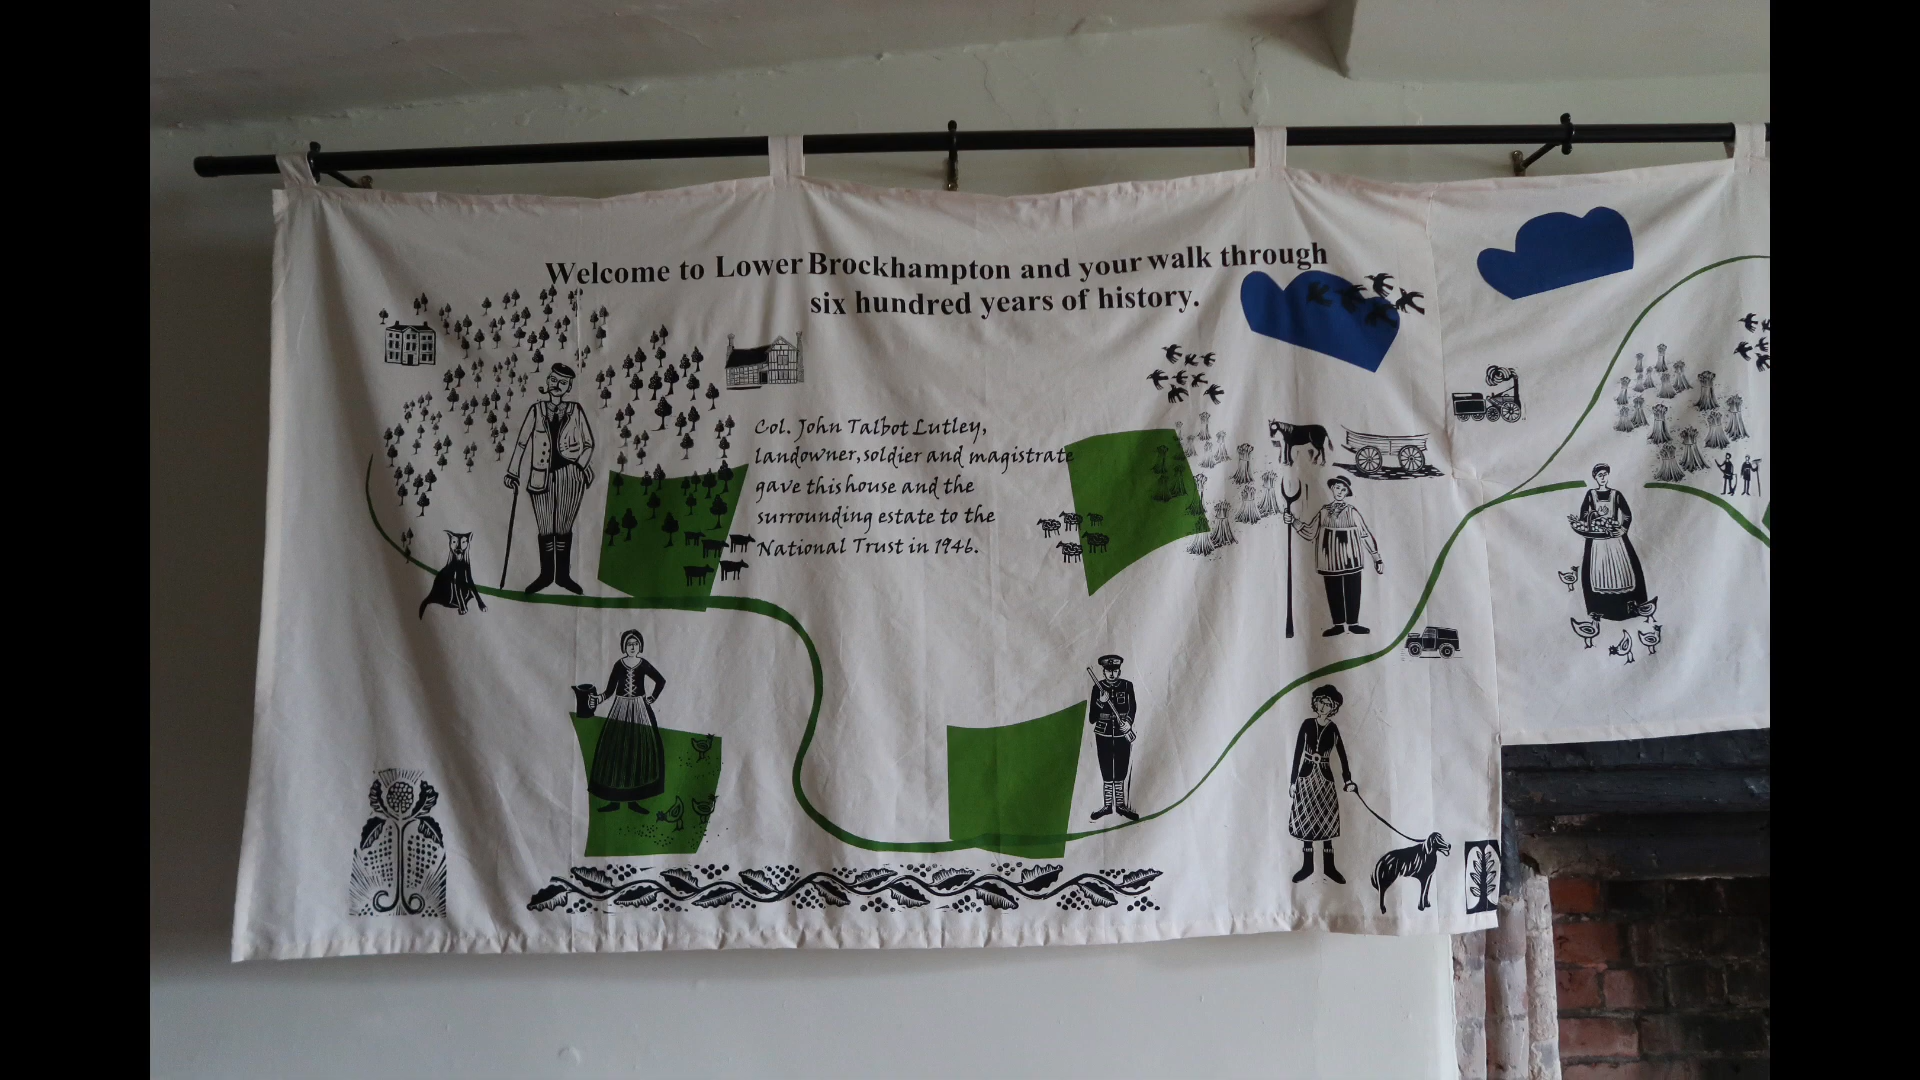 Welcome to Lower Brockhampton and your walk through
six hundred years of history.
Col. John Talbot Lutley,
landowner, soldier and magistrate
gave this house and the
surrounding estate to the
National Trust in 1946.